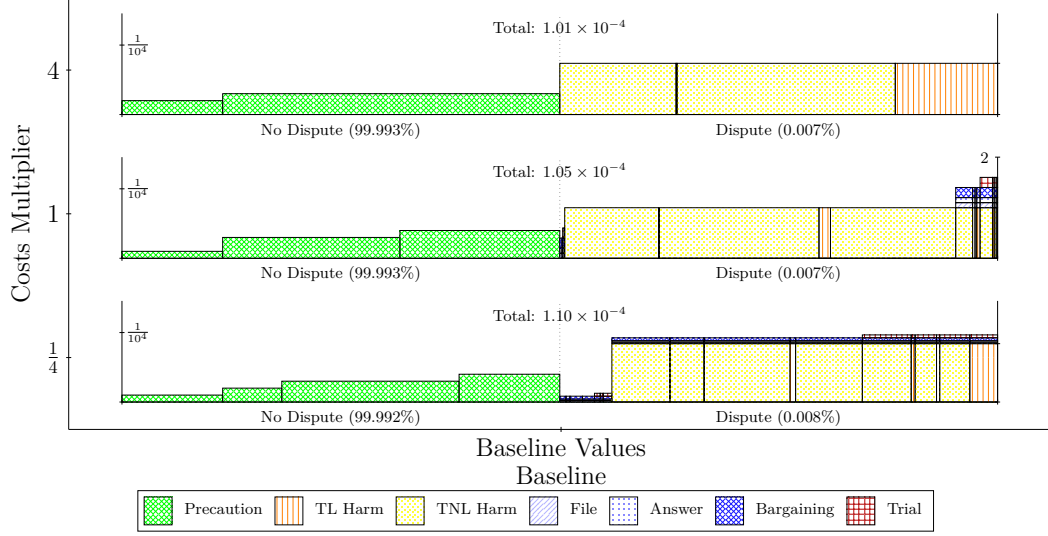 Total: 1.01 × 10⁻⁴
1/10⁴
4
No Dispute (99.993%) Dispute (0.007%)
2
Total: 1.05 × 10⁻⁴
1/10⁴
1
No Dispute (99.993%) Dispute (0.007%)
Total: 1.10 × 10⁻⁴
1/10⁴
1/4
No Dispute (99.992%) Dispute (0.008%)
Costs Multiplier
Baseline Values
Baseline
Precaution TL Harm TNL Harm File Answer Bargaining Trial